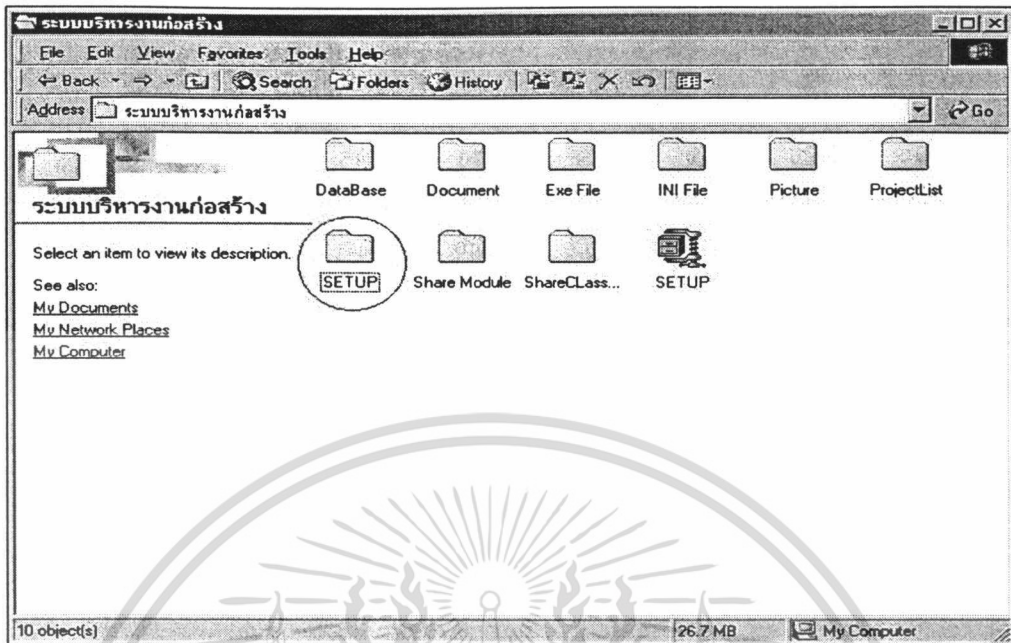 ระบบบริหารงานก่อสร้าง
File Edit View Favorites Tools Help
Back Search Folders History
Address ระบบบริหารงานก่อสร้าง Go
DataBase Document Exe File INI File Picture ProjectList
ระบบบริหารงานก่อสร้าง
Select an item to view its description.
SETUP Share Module ShareCLass... SETUP
See also:
My Documents
My Network Places
My Computer
10 object(s) 26.7 MB My Computer